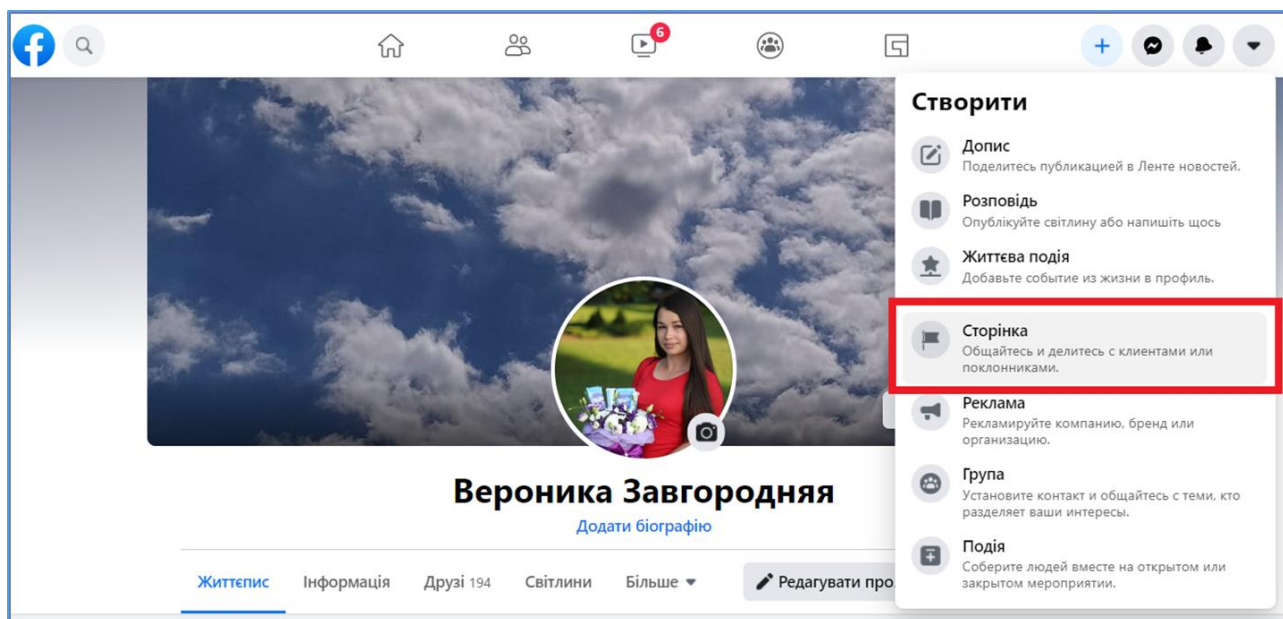 6
Створити
Допис
Поделитесь публикацией в Ленте новостей.
Розповідь
Опублікуйте світлину або напишіть щось
Життєва подія
Добавьте событие из жизни в профиль.
Сторінка
Общайтесь и делитесь с клиентами или
поклонниками.
Реклама
Рекламируйте компанию, бренд или
организацию.
Група
Установите контакт и общайтесь с теми, кто
разделяет ваши интересы.
Подія
Соберите людей вместе на открытом или
закрытом мероприятии.
Вероника Завгородняя
Додати біографію
Життєпис Інформація Друзі 194 Світлини Більше Редагувати про